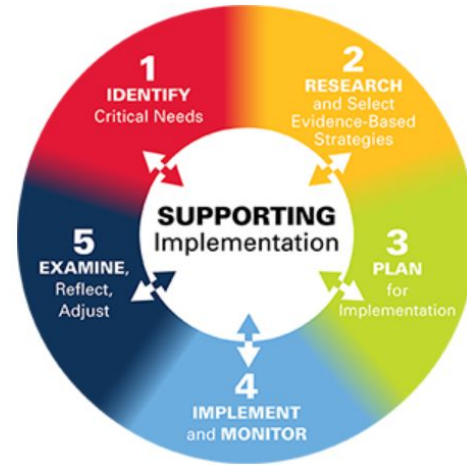 1
IDENTIFY
Critical Needs
2
RESEARCH
and Select
Evidence-Based
Strategies
SUPPORTING
Implementation
3
PLAN
for
Implementation
4
IMPLEMENT
and MONITOR
5
EXAMINE,
Reflect,
Adjust